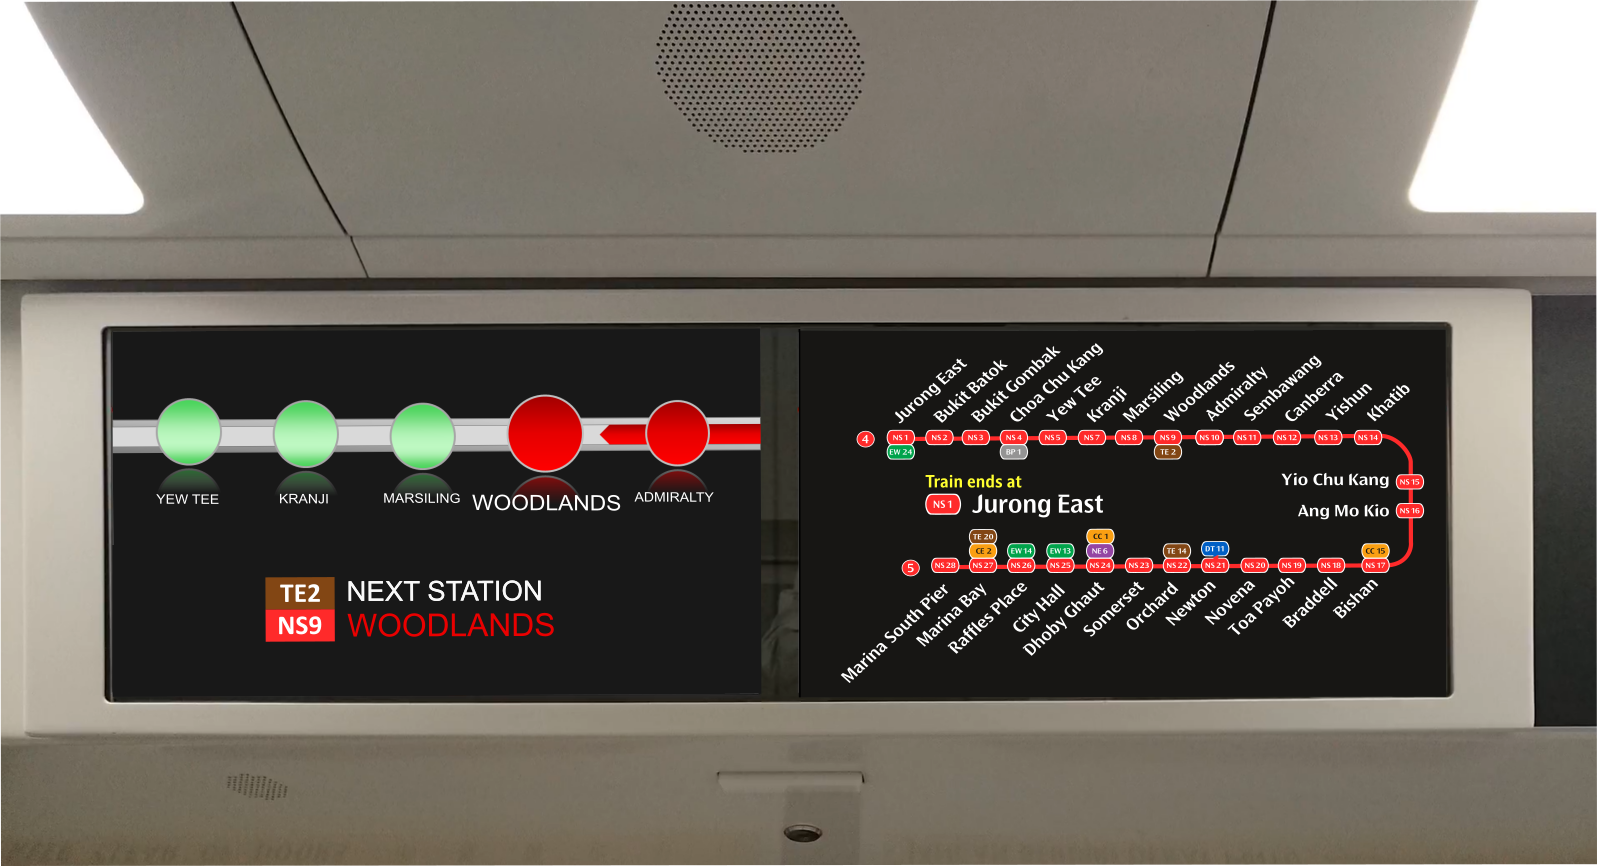 YEW TEE
KRANJI
MARSILING
WOODLANDS
ADMIRALTY
TE2
NEXT STATION
NS9
WOODLANDS
Jurong East
Bukit Batok
Bukit Gombak
Choa Chu Kang
Yew Tee
Kranji
Marsiling
Woodlands
Admiralty
Sembawang
Canberra
Yishun
Khatib
4
NS 1
NS 2
NS 3
NS 4
NS 5
NS 7
NS 8
NS 9
NS 10
NS 11
NS 12
NS 13
NS 14
EW 24
BP 1
TE 2
Yio Chu Kang
NS 15
Ang Mo Kio
NS 16
Train ends at
NS 1
Jurong East
TE 20
CE 2
EW 14
EW 13
CC 1
NE 6
TE 14
DT 11
CC 15
5
NS 28
NS 27
NS 26
NS 25
NS 24
NS 23
NS 22
NS 21
NS 20
NS 19
NS 18
NS 17
Marina South Pier
Marina Bay
Raffles Place
City Hall
Dhoby Ghaut
Somerset
Orchard
Newton
Novena
Toa Payoh
Braddell
Bishan